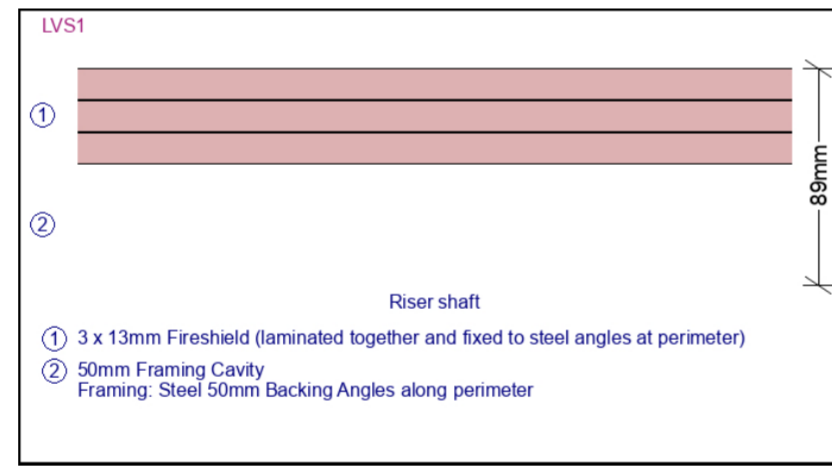 LVS1
1
2
89mm
Riser shaft
1 3 x 13mm Fireshield (laminated together and fixed to steel angles at perimeter)
2 50mm Framing Cavity
Framing: Steel 50mm Backing Angles along perimeter